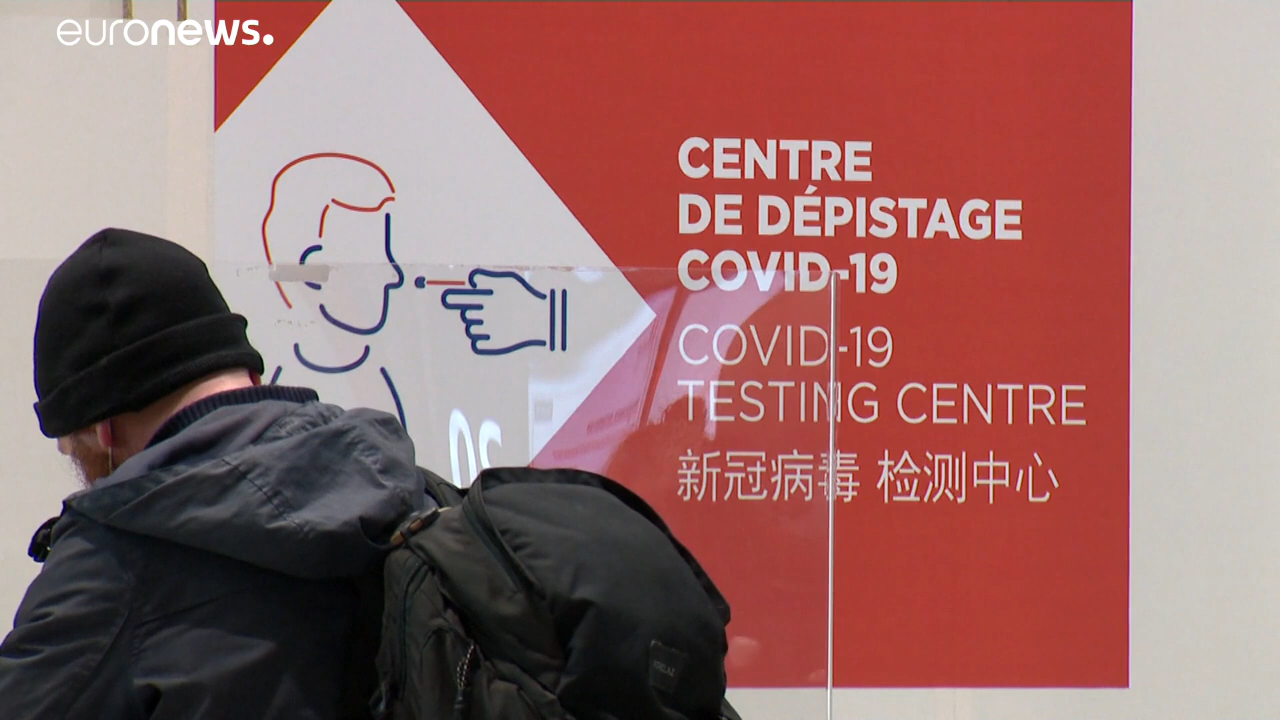 euronews.
CENTRE
DE DÉPISTAGE
COVID-19
COVID-19
TESTING CENTRE
新冠病毒 检测中心